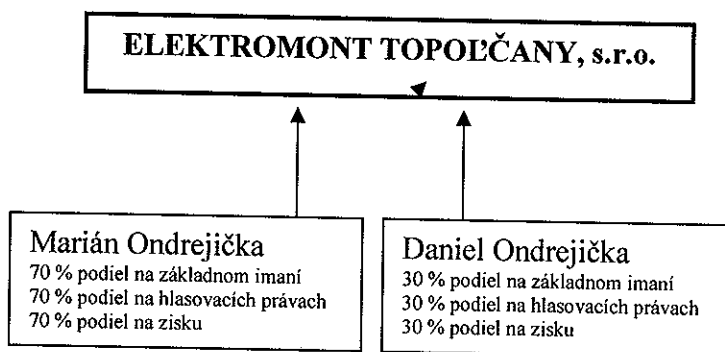 ELEKTROMONT TOPOĽČANY, s.r.o.
Marián Ondrejička
70 % podiel na základnom imaní
70 % podiel na hlasovacích právach
70 % podiel na zisku
Daniel Ondrejička
30 % podiel na základnom imaní
30 % podiel na hlasovacích právach
30 % podiel na zisku